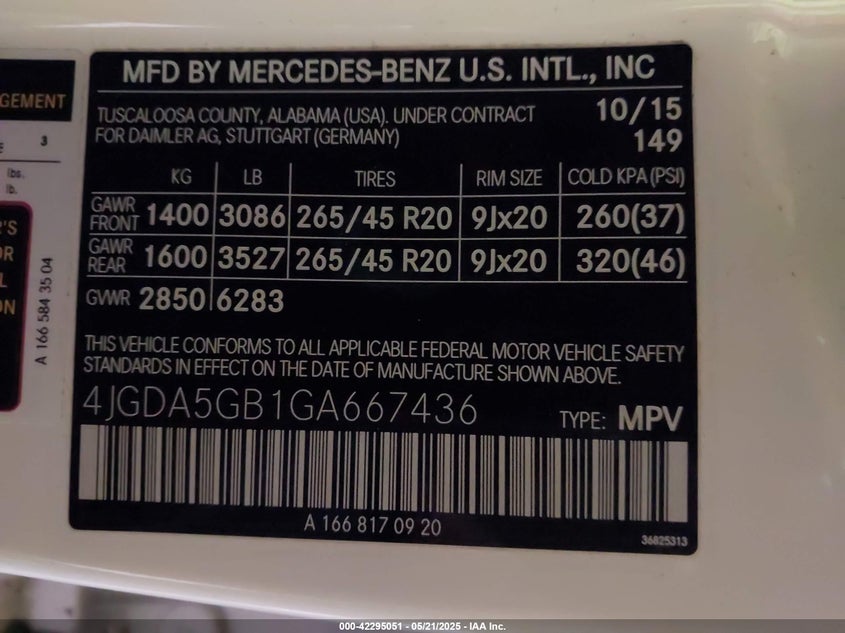 GEMENT
3
lbs.
lb.
R'S
OR
L
ON
A 166 584 35 04
MFD BY MERCEDES-BENZ U.S. INTL., INC
TUSCALOOSA COUNTY, ALABAMA (USA). UNDER CONTRACT 10/15
FOR DAIMLER AG, STUTTGART (GERMANY) 149
KG LB TIRES RIM SIZE COLD KPA (PSI)
GAWR FRONT 1400 3086 265/45 R20 9Jx20 260(37)
GAWR REAR 1600 3527 265/45 R20 9Jx20 320(46)
GVWR 2850 6283
THIS VEHICLE CONFORMS TO ALL APPLICABLE FEDERAL MOTOR VEHICLE SAFETY
STANDARDS IN EFFECT ON THE DATE OF MANUFACTURE SHOWN ABOVE.
4JGDA5GB1GA667436 TYPE: MPV
A 166 817 09 20
36825313
000-42295051 - 05/21/2025 - IAA Inc.